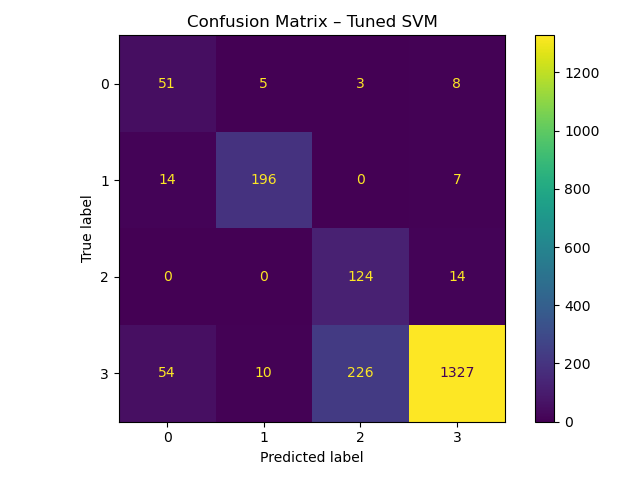 Confusion Matrix – Tuned SVM
0 51 5 3 8
1 14 196 0 7
2 0 0 124 14
3 54 10 226 1327
0 1 2 3
Predicted label
True label
1200
1000
800
600
400
200
0